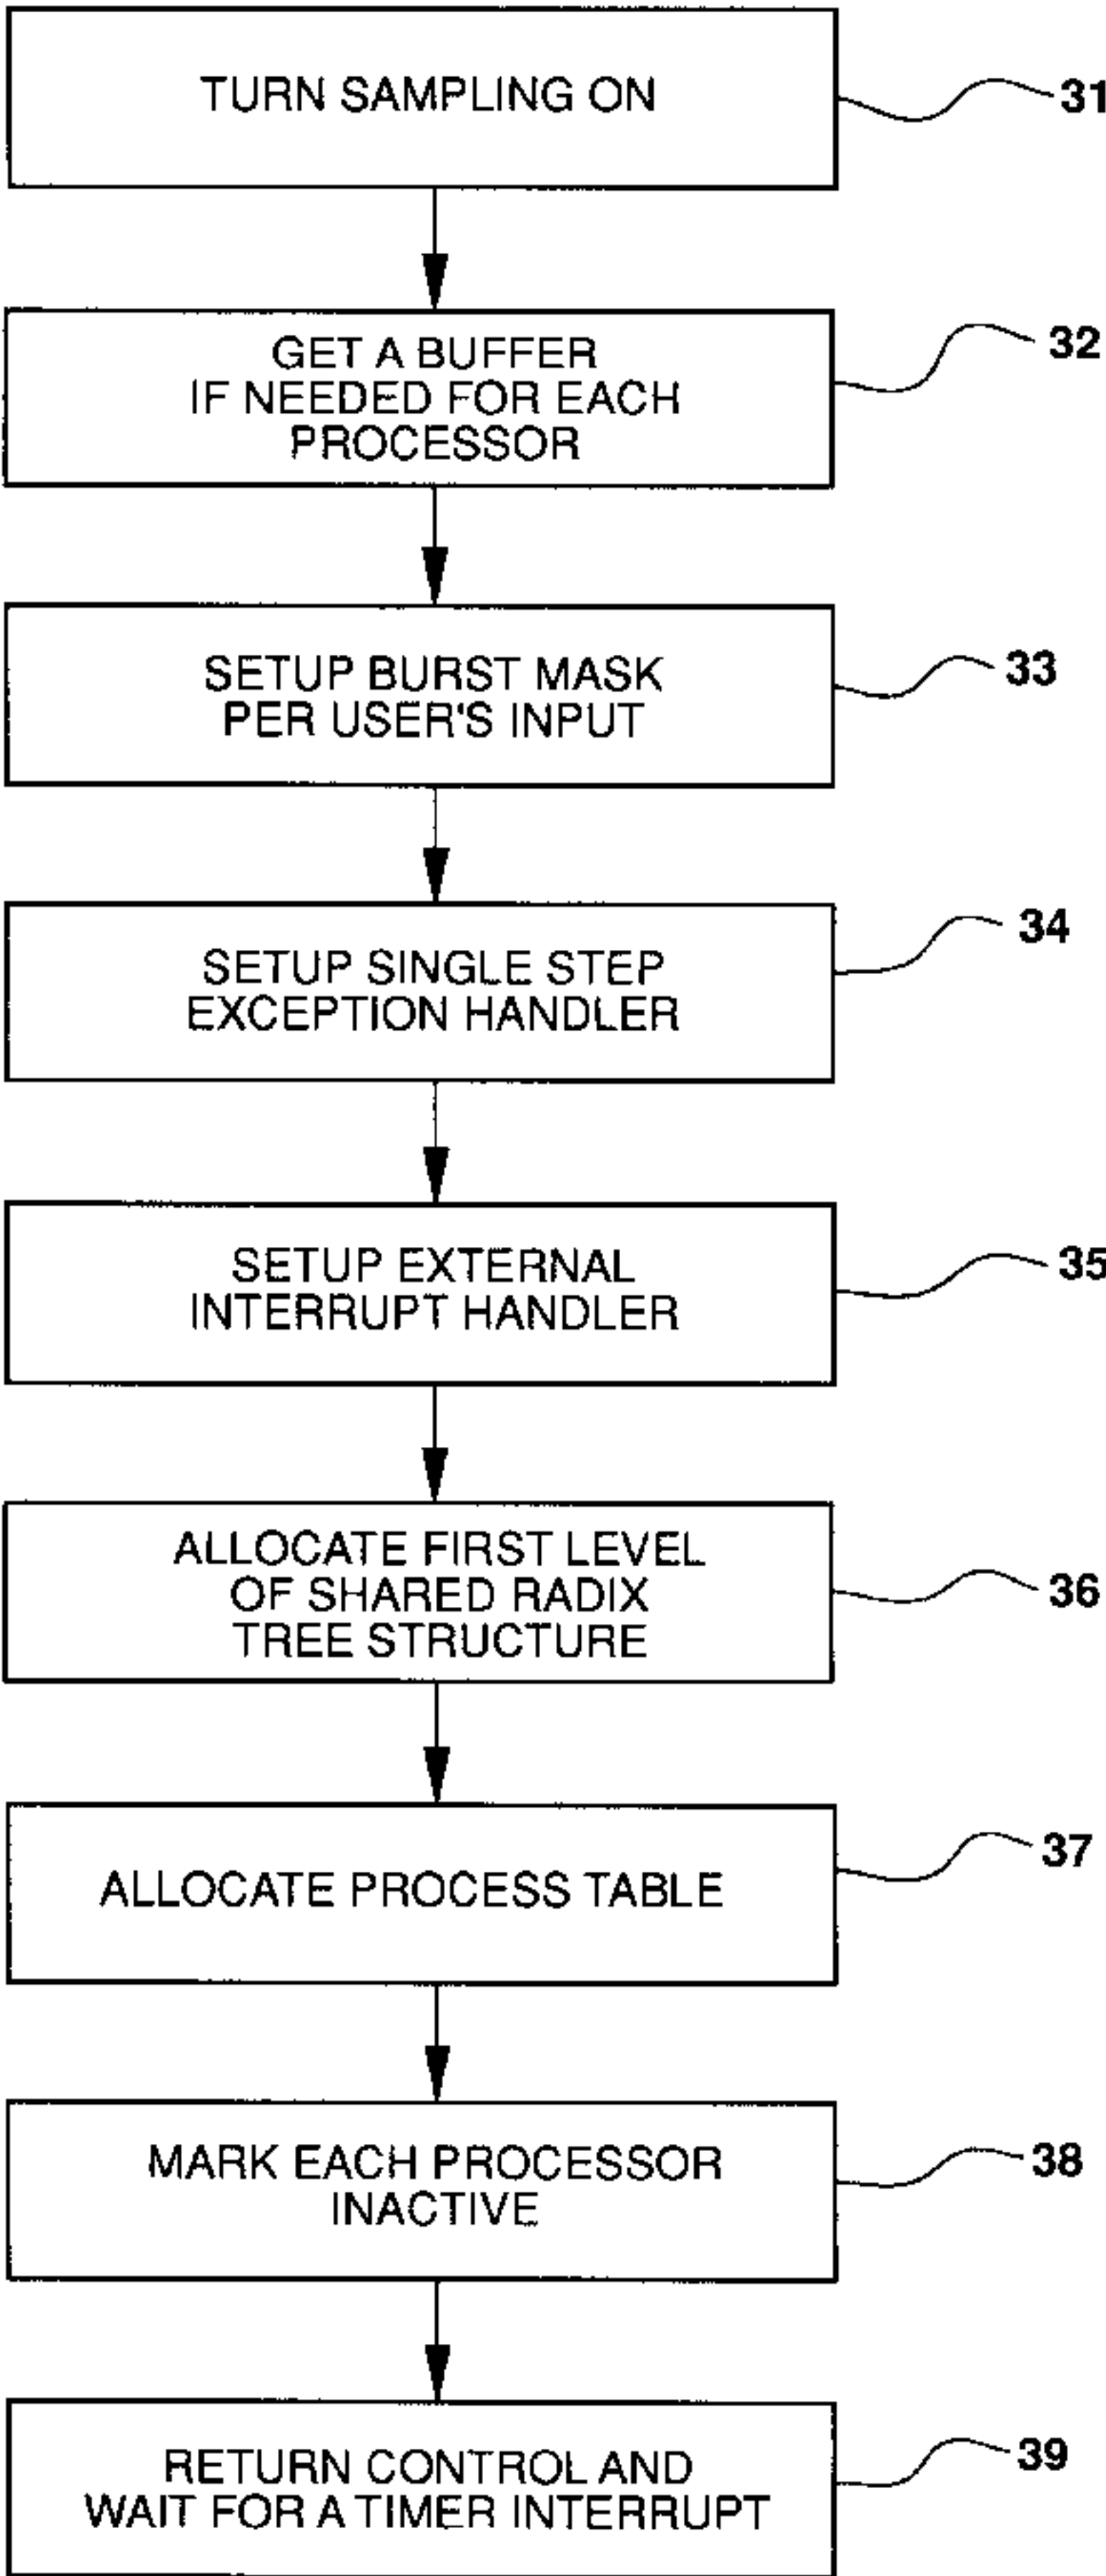 TURN SAMPLING ON
31
GET A BUFFER
IF NEEDED FOR EACH
PROCESSOR
32
SETUP BURST MASK
PER USER'S INPUT
33
SETUP SINGLE STEP
EXCEPTION HANDLER
34
SETUP EXTERNAL
INTERRUPT HANDLER
35
ALLOCATE FIRST LEVEL
OF SHARED RADIX
TREE STRUCTURE
36
ALLOCATE PROCESS TABLE
37
MARK EACH PROCESSOR
INACTIVE
38
RETURN CONTROL AND
WAIT FOR A TIMER INTERRUPT
39